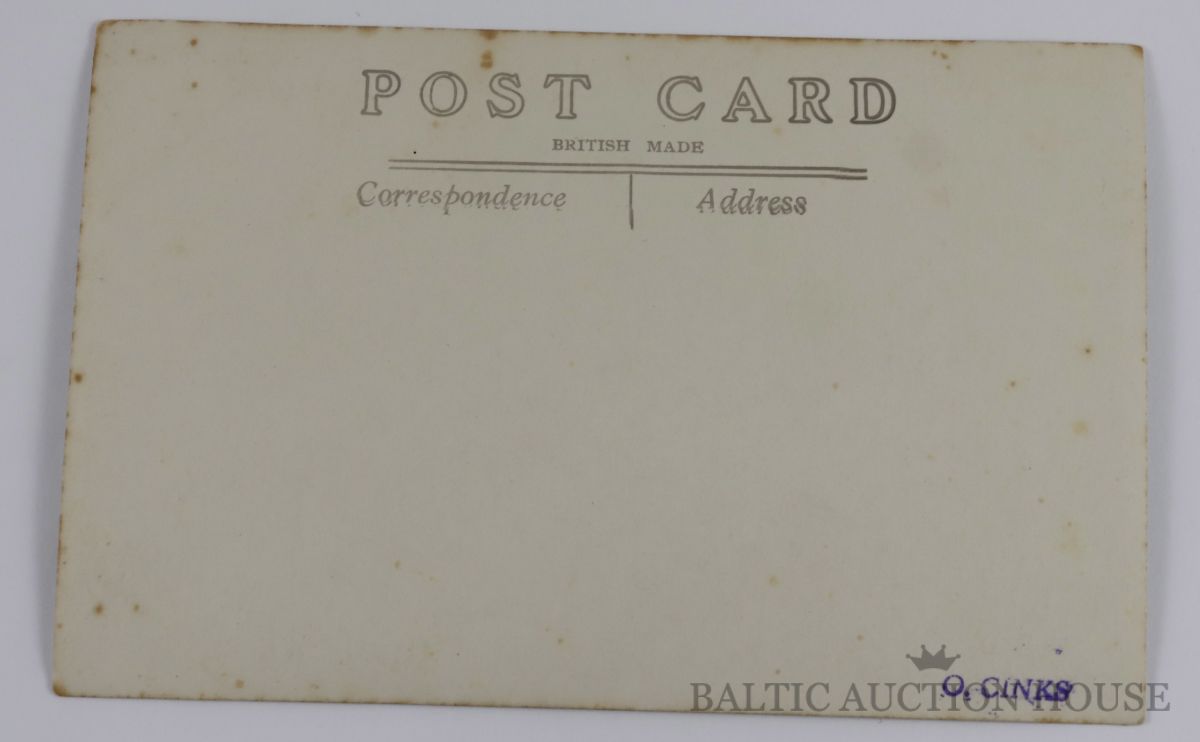 POST CARD
BRITISH MADE
Correspondence Address
O. CINKS
BALTIC AUCTION HOUSE